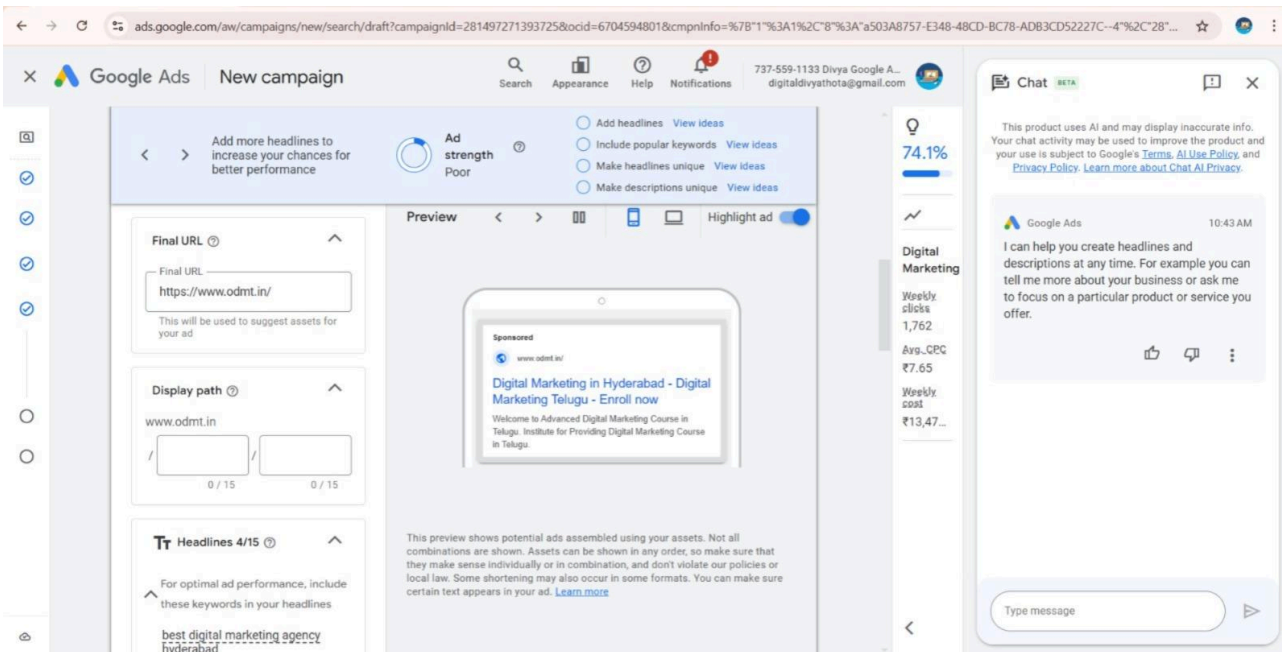 ads.google.com/aw/campaigns/new/search/draft?campaignId=281497271393725&ocid=6704594801&cmpnInfo=%7B"1"%3A1%2C"8"%3A"a503A8757-E348-48CD-BC78-ADB3CD52227C--4"%2C"28"...
Google Ads
New campaign
Search
Appearance
Help
Notifications
737-559-1133 Divya Google A...
digitaldivyathota@gmail.com
Add more headlines to
increase your chances for
better performance
Ad
strength
Poor
Add headlines View ideas
Include popular keywords View ideas
Make headlines unique View ideas
Make descriptions unique View ideas
Final URL
Final URL
https://www.odmt.in/
This will be used to suggest assets for
your ad
Display path
www.odmt.in
/ /
0 / 15 0 / 15
Headlines 4/15
For optimal ad performance, include
these keywords in your headlines
best digital marketing agency
hyderabad
Preview
Highlight ad
Sponsored
www.odmt.in/
Digital Marketing in Hyderabad - Digital
Marketing Telugu - Enroll now
Welcome to Advanced Digital Marketing Course in
Telugu. Institute for Providing Digital Marketing Course
in Telugu.
This preview shows potential ads assembled using your assets. Not all
combinations are shown. Assets can be shown in any order, so make sure that
they make sense individually or in combination, and don't violate our policies or
local law. Some shortening may also occur in some formats. You can make sure
certain text appears in your ad. Learn more
74.1%
Digital
Marketing
Weekly
clicks
1,762
Avg. CPC
₹7.65
Weekly
cost
₹13,47...
Chat BETA
This product uses AI and may display inaccurate info.
Your chat activity may be used to improve the product and
your use is subject to Google's Terms, AI Use Policy, and
Privacy Policy. Learn more about Chat AI Privacy.
Google Ads 10:43 AM
I can help you create headlines and
descriptions at any time. For example you can
tell me more about your business or ask me
to focus on a particular product or service you
offer.
Type message